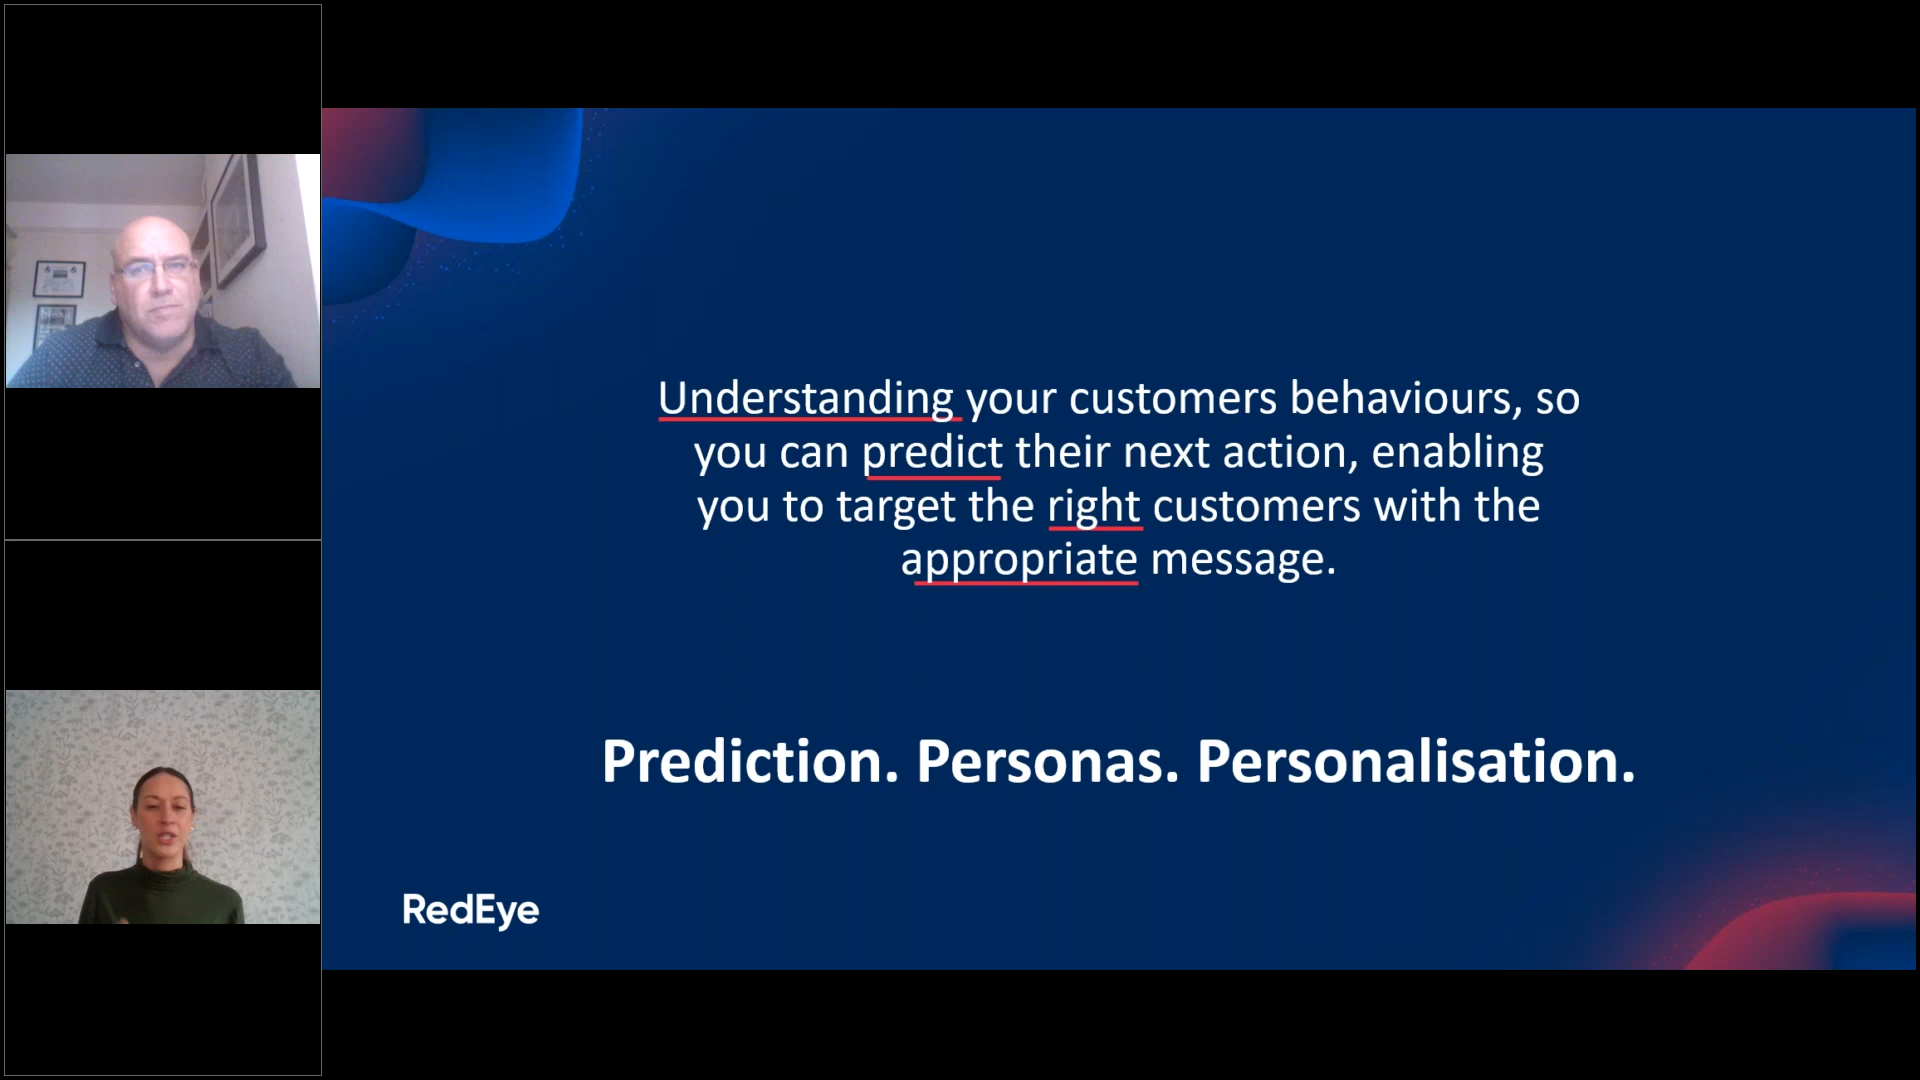 Understanding your customers behaviours, so
you can predict their next action, enabling
you to target the right customers with the
appropriate message.
Prediction. Personas. Personalisation.
RedEye